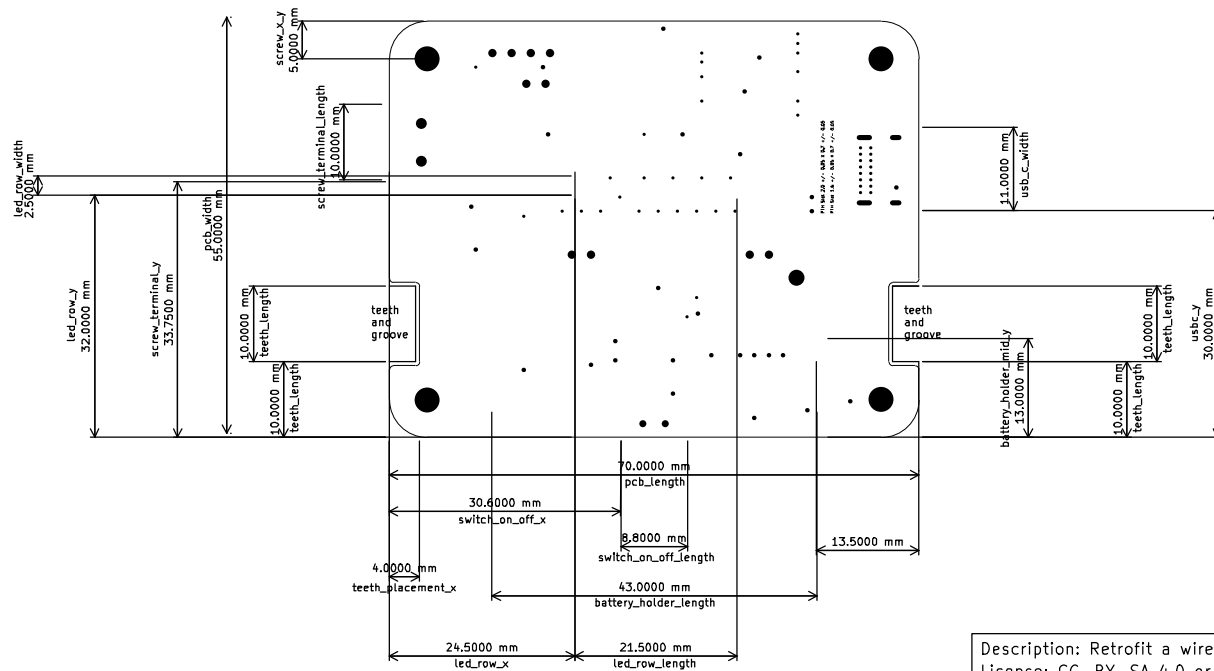 screw_x_y
5.0000 mm
screw_terminal_length
10.0000 mm
led_row_width
2.5000 mm
pcb_width
55.0000 mm
led_row_y
32.0000 mm
screw_terminal_y
33.7500 mm
10.0000 mm
teeth_length
10.0000 mm
teeth_length
teeth
and
groove
teeth
and
groove
11.0000 mm
usb_c_width
10.0000 mm
teeth_length
usbc_y
30.0000 mm
battery_holder_mid_y
13.0000 mm
10.0000 mm
teeth_length
70.0000 mm
pcb_length
30.6000 mm
switch_on_off_x
8.8000 mm
switch_on_off_length
13.5000 mm
4.0000 mm
teeth_placement_x
43.0000 mm
battery_holder_length
24.5000 mm
led_row_x
21.5000 mm
led_row_length
Description: Retrofit a wire